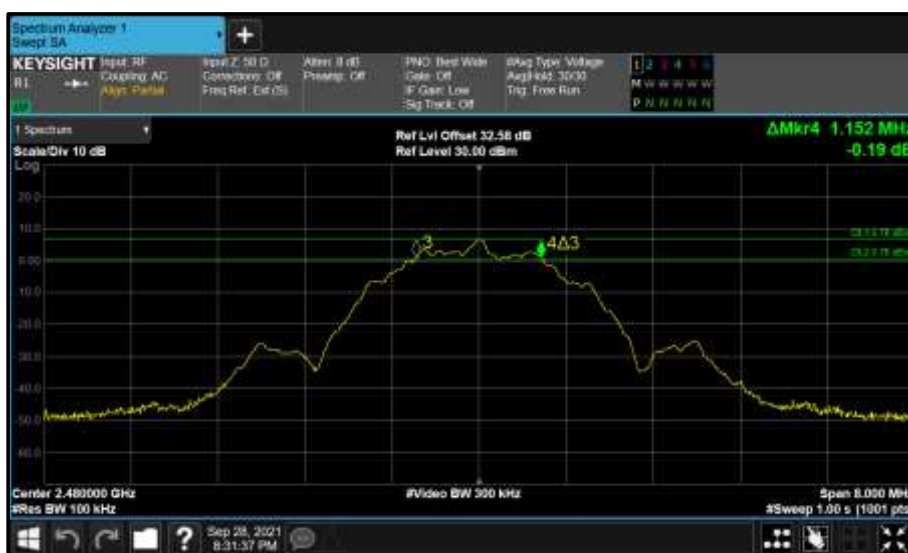 Spectrum Analyzer 1
Swept SA
+
KEYSIGHT
Input: RF
Input Z: 50 Ω
Atten: 8 dB
PNO: Best Wide
#Avg Type: Voltage
1 2 3 4 5 6
R L
Coupling: AC
Corrections: Off
Preamp: Off
Gate: Off
Avg|Hold: 30/30
M W W W W W W
Align: Partial
Freq Ref: Ext (S)
IF Gain: Low
Trig: Free Run
Sig Track: Off
P N N N N N N
1 Spectrum
Ref Lvl Offset 32.58 dB
ΔMkr4 1.152 MHz
Scale/Div 10 dB
Ref Level 30.00 dBm
-0.19 dB
Log
20.0
10.0
3
4Δ3
0.00
-10.0
-20.0
-30.0
-40.0
-50.0
-60.0
Center 2.480000 GHz
#Video BW 300 kHz
Span 8.000 MHz
#Res BW 100 kHz
#Sweep 1.00 s (1001 pts
?
Sep 28, 2021
8:31:37 PM